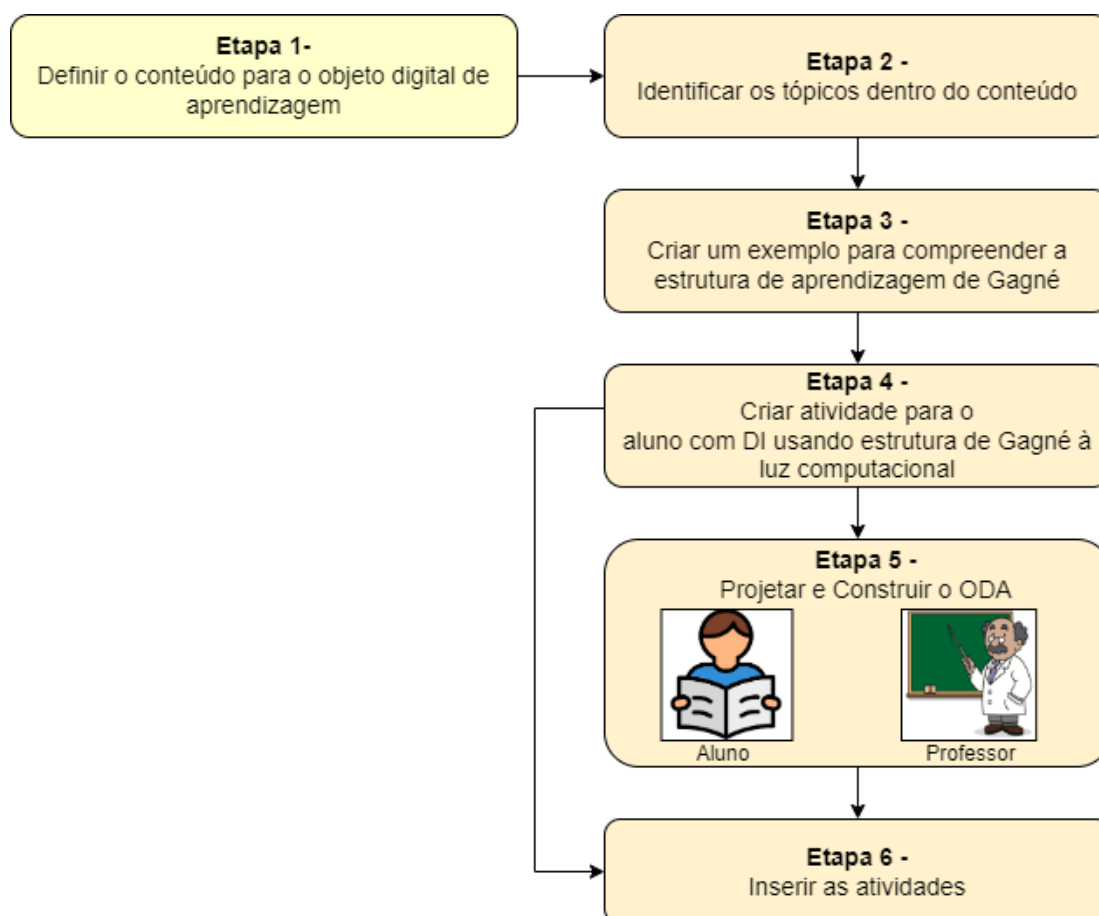 Etapa 1-
Definir o conteúdo para o objeto digital de
aprendizagem
Etapa 2 -
Identificar os tópicos dentro do conteúdo
Etapa 3 -
Criar um exemplo para compreender a
estrutura de aprendizagem de Gagné
Etapa 4 -
Criar atividade para o
aluno com DI usando estrutura de Gagné à
luz computacional
Etapa 5 -
Projetar e Construir o ODA
Aluno
Professor
Etapa 6 -
Inserir as atividades